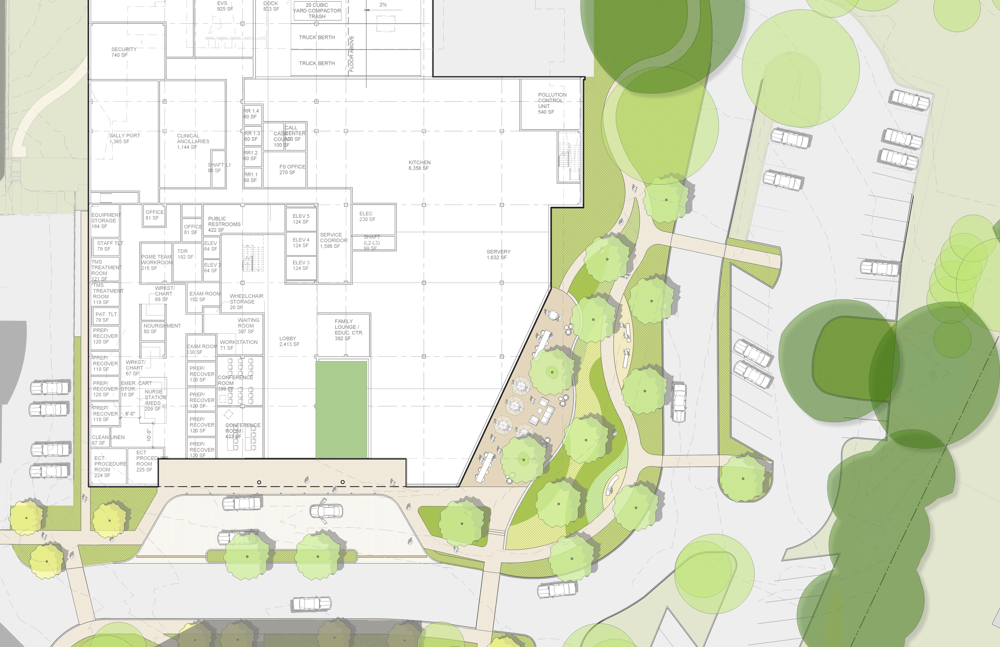 EVS
925 SF
DOCK
833 SF
20 CUBIC
YARD COMPACTOR
TRASH
2%
TRUCK BERTH
TRUCK BERTH
FLOOR ABOVE
SECURITY
740 SF
POLLUTION
CONTROL
UNIT
540 SF
SALLY PORT
1,365 SF
CLINICAL
ANCILLARIES
1,144 SF
SHAFT L1
85 SF
RR 1.4
60 SF
RR 1.3
60 SF
RR1.2
60 SF
RR1.1
60 SF
CASH
COUNT
100 SF
CALL
CENTER
100 SF
FS OFFICE
270 SF
KITCHEN
6,356 SF
EQUIPMENT
STORAGE
164 SF
OFFICE
81 SF
OFFICE
81 SF
PUBLIC
RESTROOMS
422 SF
ELEV 5
124 SF
ELEV 4
124 SF
ELEV 3
124 SF
SERVICE
COORIDOR
1,586 SF
ELEC
230 SF
SHAFT
(L2-L3)
99 SF
SERVERY
1,632 SF
STAFF TLT
79 SF
TMS
TREATMENT
ROOM
121 SF
TMS
TREATMENT
ROOM
119 SF
PGME TEAM
WORKROOM
215 SF
TDR
192 SF
ELEV 1
64 SF
ELEV 2
64 SF
WRKST/
CHART
68 SF
EXAM ROOM
152 SF
WHEELCHAIR
STORAGE
20 SF
PAT. TLT.
79 SF
NOURISHMENT
80 SF
WAITING
ROOM
307 SF
WORKSTATION
71 SF
EXAM ROOM
130 SF
LOBBY
2,413 SF
FAMILY
LOUNGE /
EDUC. CTR.
392 SF
PREP/
RECOVER
120 SF
PREP/
RECOVER
119 SF
WRKST/
CHART
67 SF
PREP/
RECOVER
120 SF
EMER. CART
STOR.
10 SF
NURSE
STATION
/MEDS
209 SF
PREP/
RECOVER
119 SF
8'-0"
10'-0"
PREP/
RECOVER
120 SF
PREP/
RECOVER
120 SF
PREP/
RECOVER
120 SF
PREP/
RECOVER
120 SF
CONFERENCE
ROOM
399 SF
CONFERENCE
ROOM
433 SF
CLEAN LINEN
67 SF
ECT
PROCEDURE
ROOM
224 SF
ECT
PROCEDURE
ROOM
225 SF